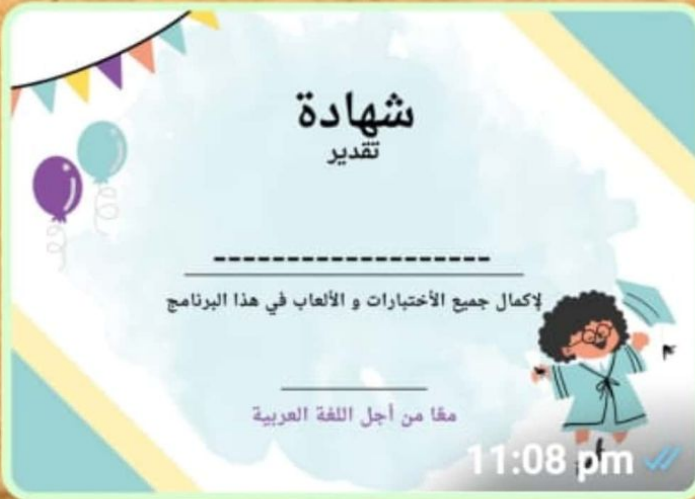 شهادة
تقدير
--------------------
لإكمال جميع الأختبارات و الألعاب في هذا البرنامج
معًا من أجل اللغة العربية
11:08 pm